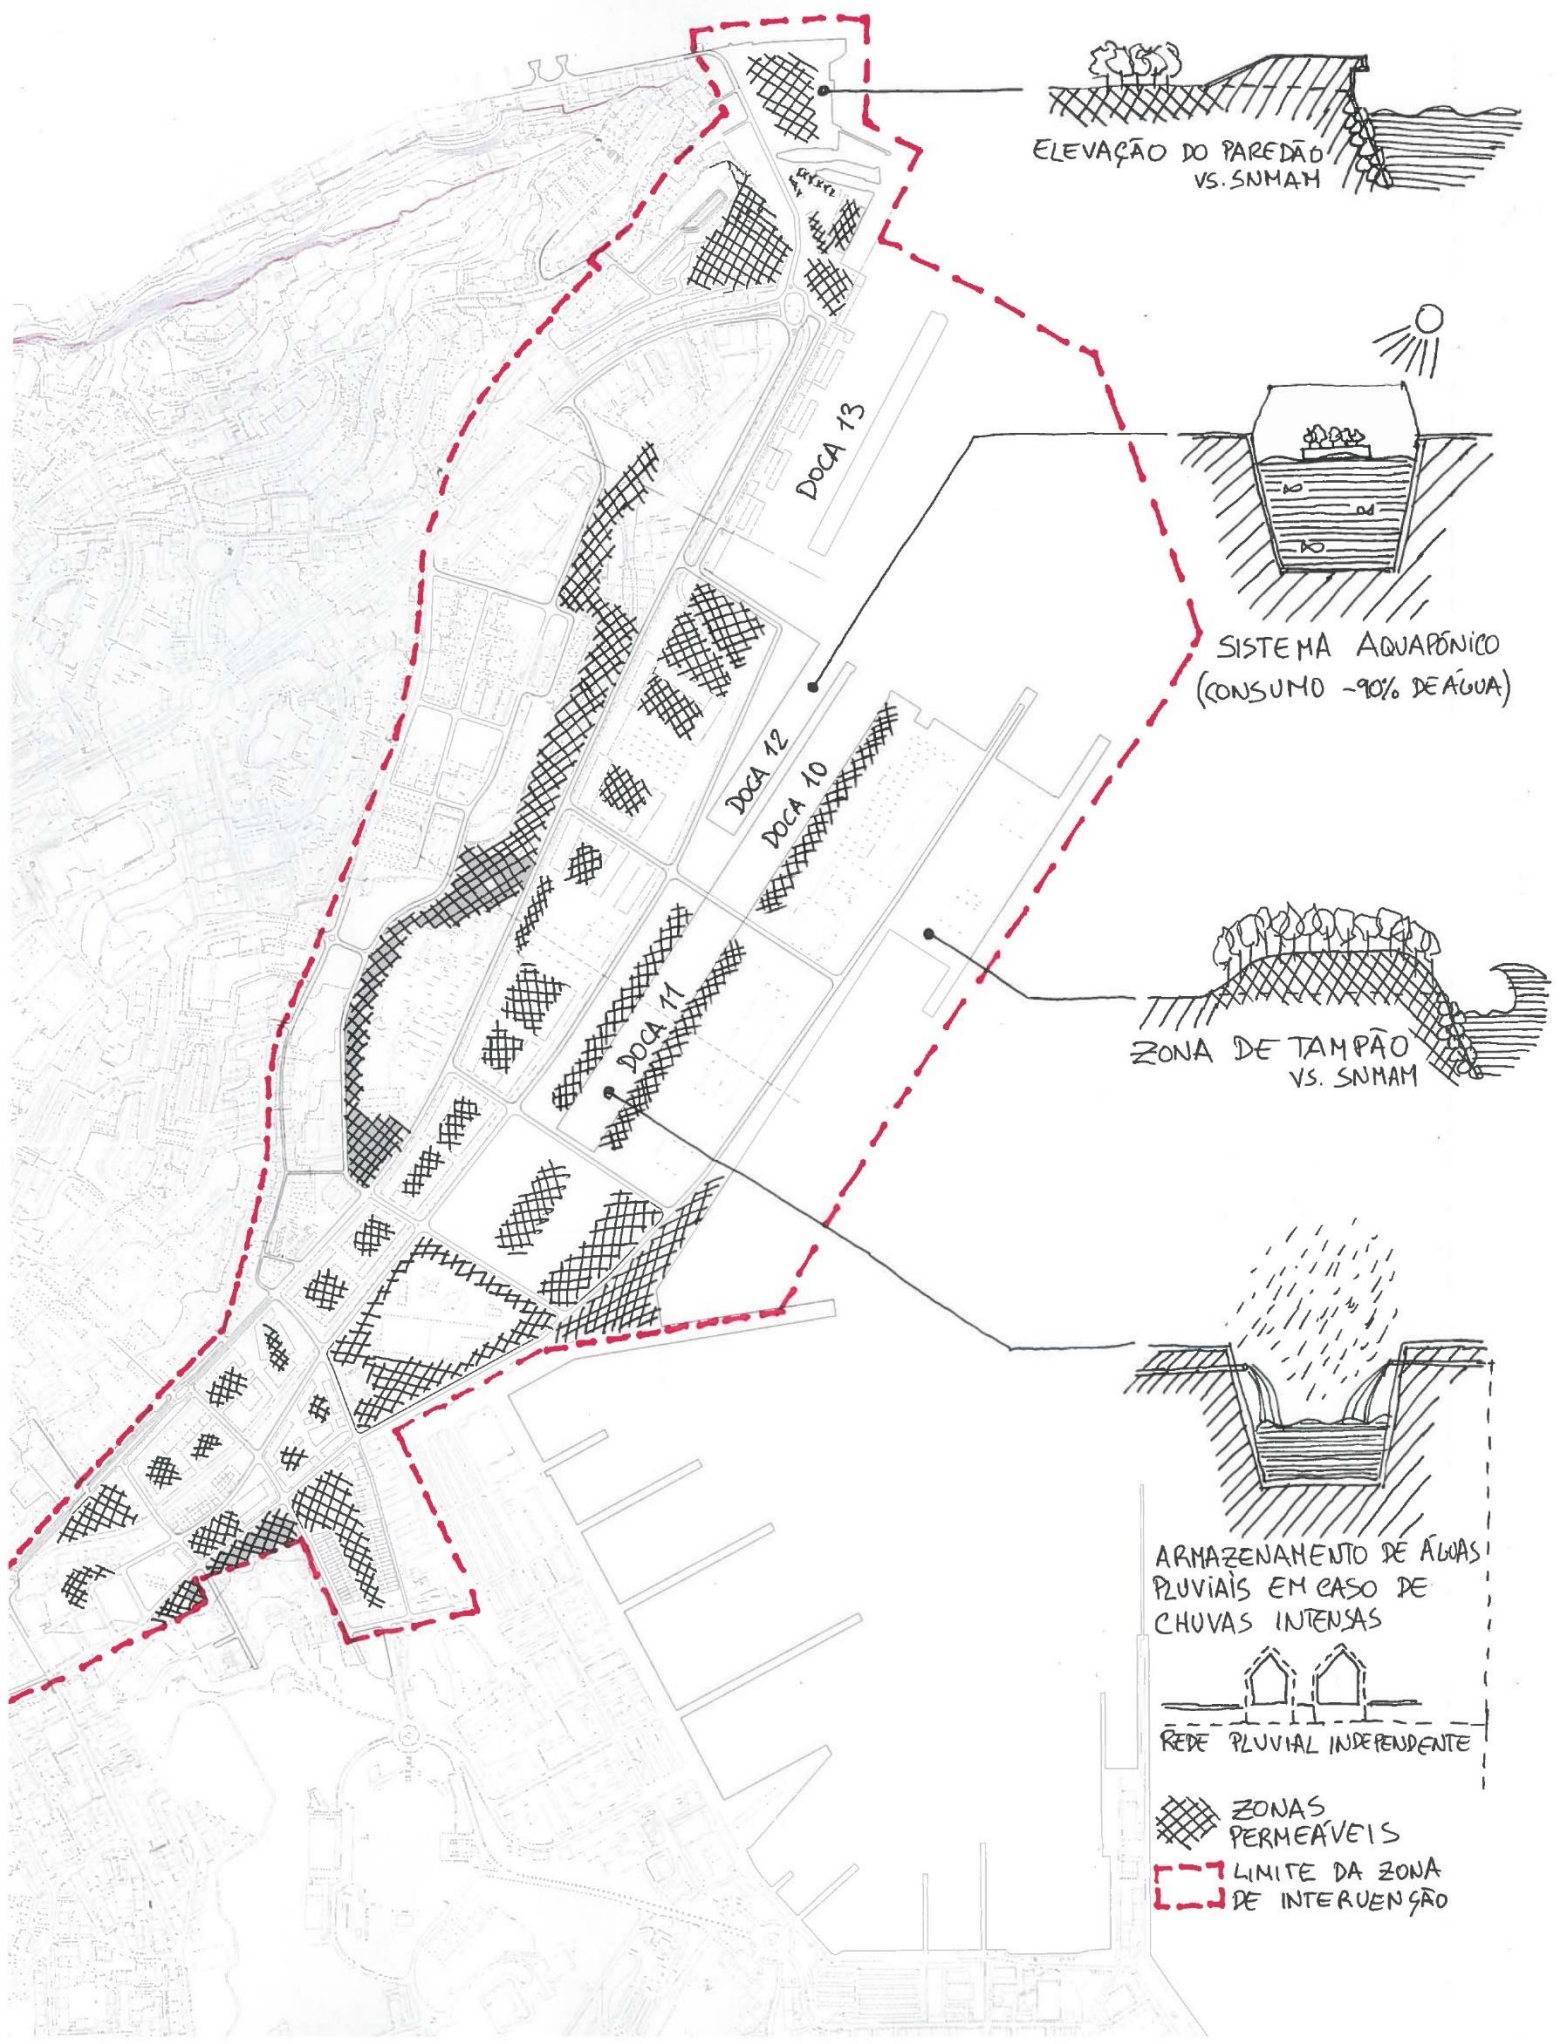 ELEVAÇÃO DO PAREDÃO
VS. SNMAM
DOCA 13
SISTEMA AQUAPÓNICO
(CONSUMO -90% DE ÁGUA)
DOCA 12
DOCA 10
ZONA DE TAMPÃO
VS. SNMAM
DOCA 11
ARMAZENAMENTO DE ÁGUAS
PLUVIAIS EM CASO DE
CHUVAS INTENSAS
REDE PLUVIAL INDEPENDENTE
ZONAS
PERMEÁVEIS
LIMITE DA ZONA
DE INTERVENÇÃO